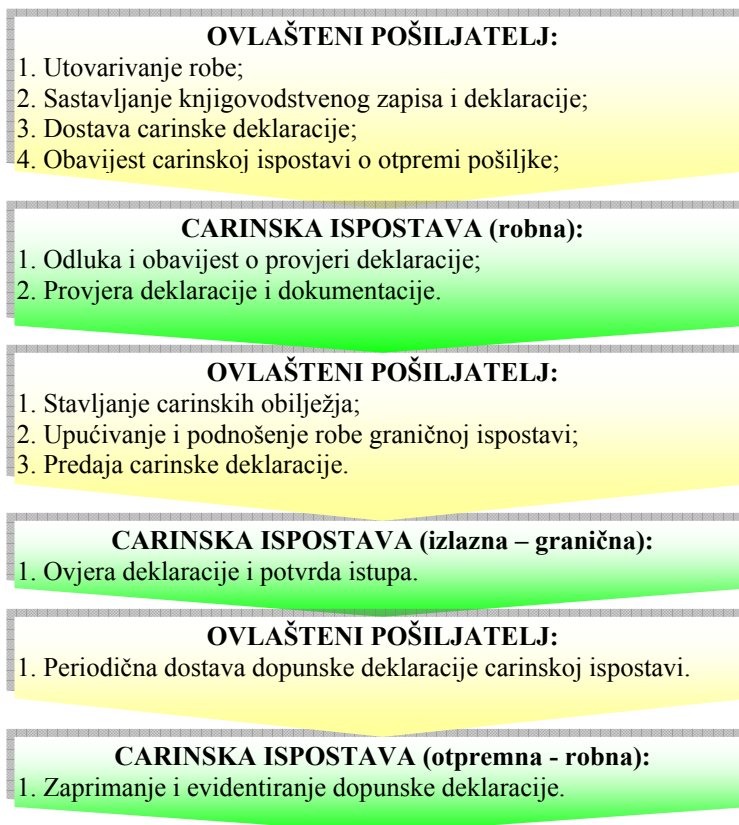 OVLAŠTENI POŠILJATELJ:
1. Utovarivanje robe;
2. Sastavljanje knjigovodstvenog zapisa i deklaracije;
3. Dostava carinske deklaracije;
4. Obavijest carinskoj ispostavi o otpremi pošiljke;
CARINSKA ISPOSTAVA (robna):
1. Odluka i obavijest o provjeri deklaracije;
2. Provjera deklaracije i dokumentacije.
OVLAŠTENI POŠILJATELJ:
1. Stavljanje carinskih obilježja;
2. Upućivanje i podnošenje robe graničnoj ispostavi;
3. Predaja carinske deklaracije.
CARINSKA ISPOSTAVA (izlazna – granična):
1. Ovjera deklaracije i potvrda istupa.
OVLAŠTENI POŠILJATELJ:
1. Periodična dostava dopunske deklaracije carinskoj ispostavi.
CARINSKA ISPOSTAVA (otpremna - robna):
1. Zaprimanje i evidentiranje dopunske deklaracije.